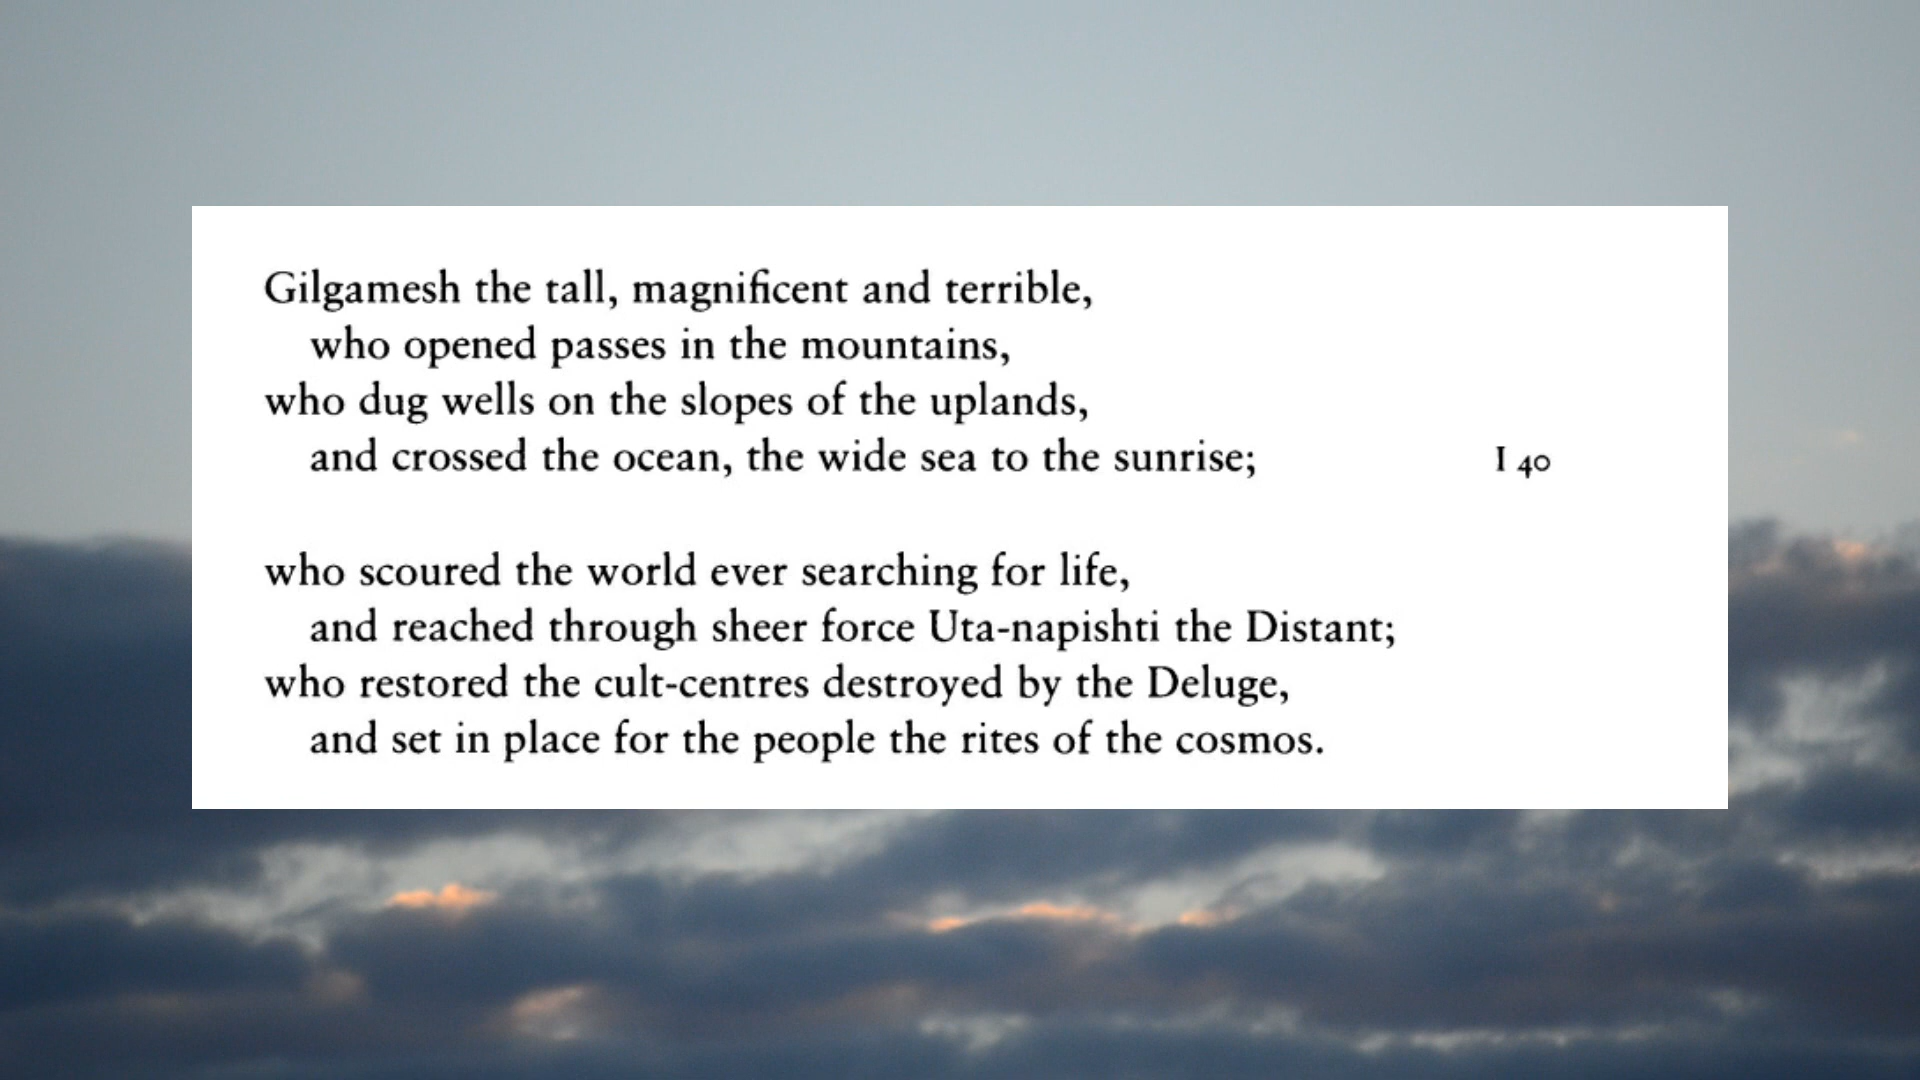 Gilgamesh the tall, magnificent and terrible,
who opened passes in the mountains,
who dug wells on the slopes of the uplands,
and crossed the ocean, the wide sea to the sunrise; I 40
who scoured the world ever searching for life,
and reached through sheer force Uta-napishti the Distant;
who restored the cult-centres destroyed by the Deluge,
and set in place for the people the rites of the cosmos.